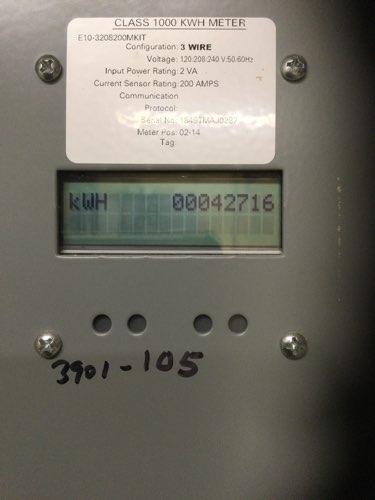 CLASS 1000 KWH METER
E10-3208200MKIT
Configuration: 3 WIRE
Voltage: 120:208:240 V:50-60Hz
Input Power Rating: 2 VA
Current Sensor Rating: 200 AMPS
Communication
Protocol:
Serial No:
Meter Pos: 02-14
Tag:
kWH 00042716
3901-105